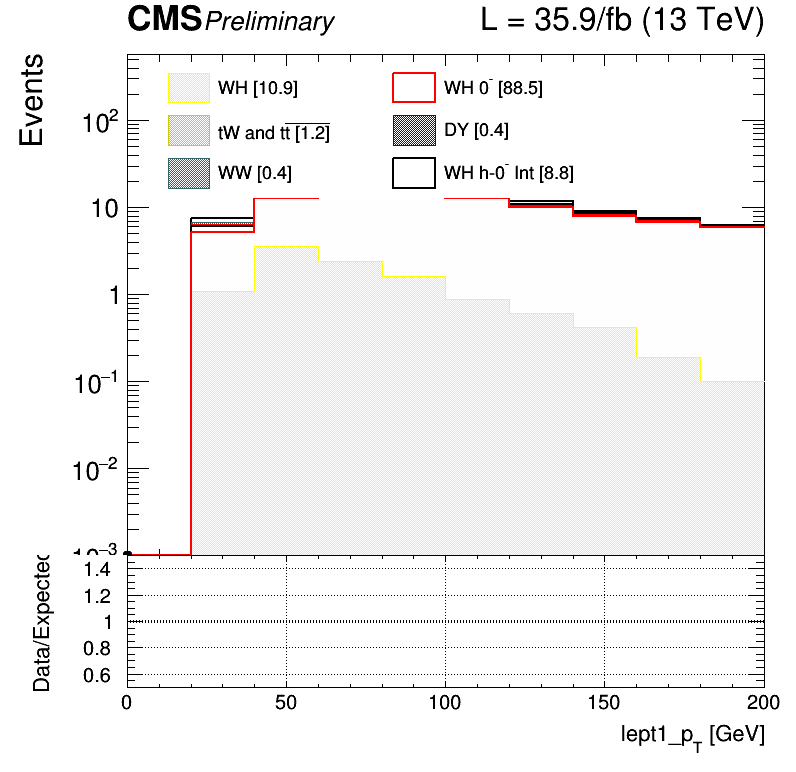 CMS Preliminary L = 35.9/fb (13 TeV)
Events
WH [10.9] WH 0⁻ [88.5]
tW and tt̅ [1.2] DY [0.4]
WW [0.4] WH h-0⁻ Int [8.8]
10²
10
1
10⁻¹
10⁻²
10⁻³
Data/Expected
1.4
1.2
1
0.8
0.6
0 50 100 150 200
lept1_p_T [GeV]